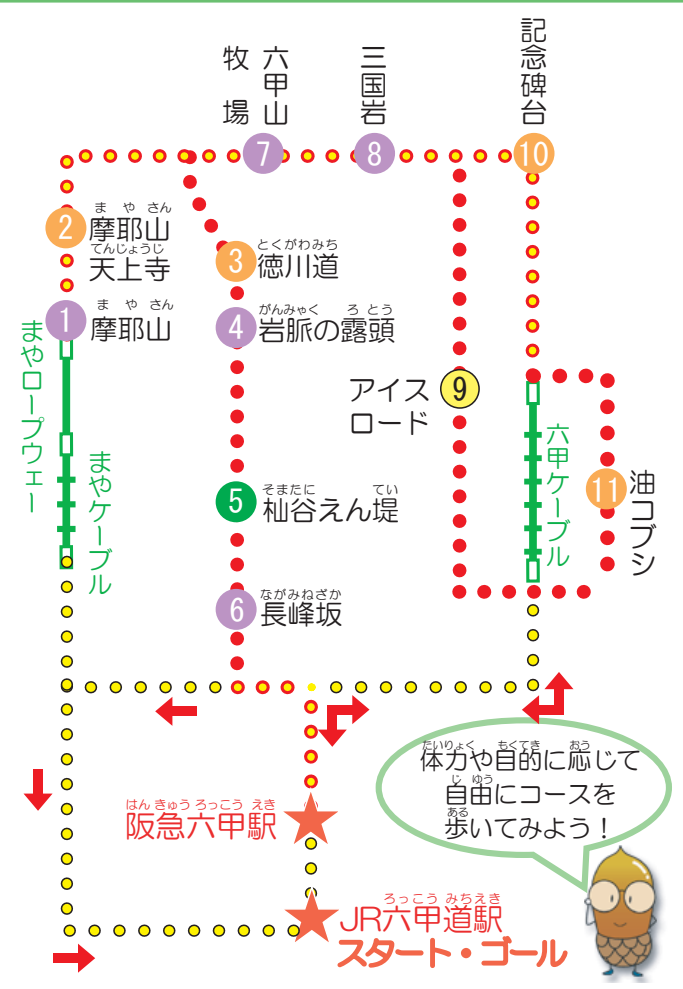 六甲山
牧場
7
三国岩
8
記念碑台
10
まやさん
2 摩耶山
てんじょうじ
天上寺
まやさん
1 摩耶山
とくがわみち
3 徳川道
がんみゃく ろとう
4 岩脈の露頭
まやロープウェー
まやケーブル
アイス
ロード
9
六甲ケーブル
11 油コブシ
そまたに てい
5 杣谷えん堤
ながみねざか
6 長峰坂
たいりょく もくてき おう
体力や目的に応じて
じゆう
自由にコースを
ある
歩いてみよう！
はんきゅうろっこう えき
阪急六甲駅
ろっこう みちえき
JR六甲道駅
スタート・ゴール